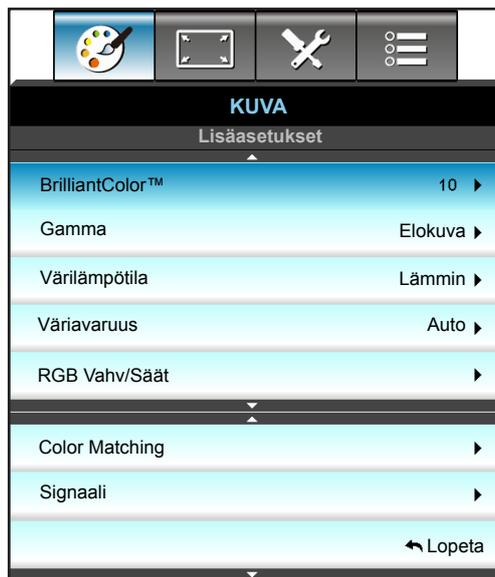 KUVA
Lisäasetukset
BrilliantColor™ 10
Gamma Elokuva
Värilämpötila Lämmin
Väriavaruus Auto
RGB Vahv/Säät
Color Matching
Signaali
Lopeta